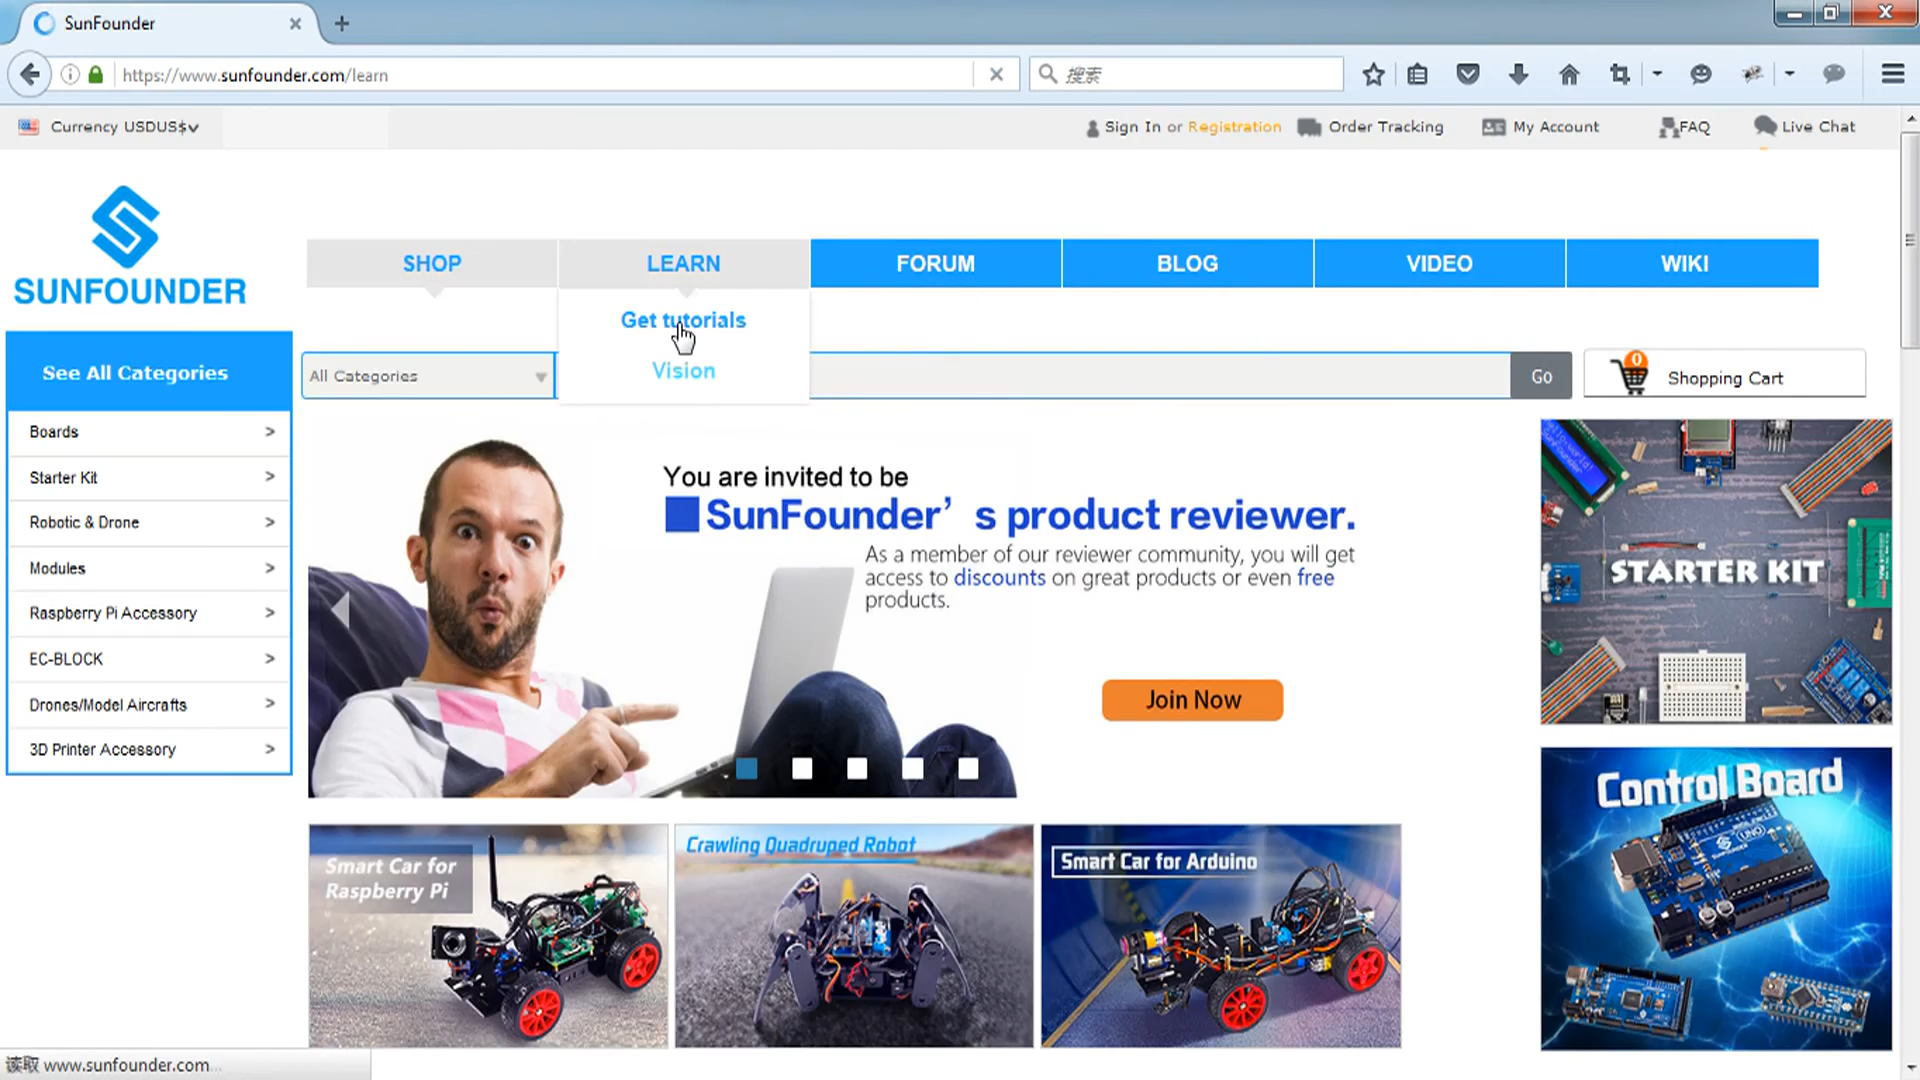 SunFounder
https://www.sunfounder.com/learn
搜索
Currency USDUS$
Sign In or Registration
Order Tracking
My Account
FAQ
Live Chat
SUNFOUNDER
SHOP
LEARN
FORUM
BLOG
VIDEO
WIKI
Get tutorials
Vision
All Categories
Go
0
Shopping Cart
See All Categories
Boards >
Starter Kit >
Robotic & Drone >
Modules >
Raspberry Pi Accessory >
EC-BLOCK >
Drones/Model Aircrafts >
3D Printer Accessory >
You are invited to be
SunFounder’s product reviewer.
As a member of our reviewer community, you will get
access to discounts on great products or even free
products.
Join Now
STARTER KIT
Control Board
Smart Car for
Raspberry Pi
Crawling Quadruped Robot
Smart Car for Arduino
读取 www.sunfounder.com...